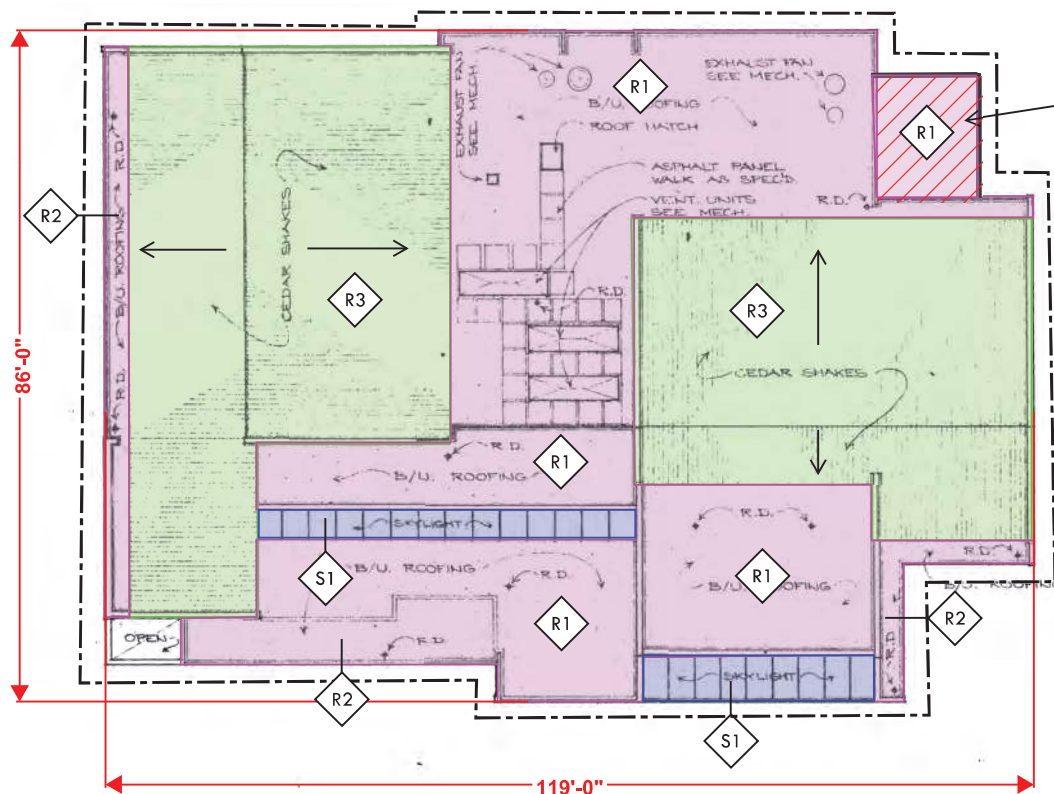 EXHAUST FAN
SEE MECH.
EXHAUST FAN
SEE MECH.
R1
B/U. ROOFING
ROOF HATCH
R1
ASPHALT PANEL
WALK AS SPEC'D.
VENT. UNITS
SEE MECH.
R.D.
R.D.
R2
B/U. ROOFING
CEDAR SHAKES
R3
R.D.
R3
86'-0"
CEDAR SHAKES
R.D.
R.D.
R1
B/U. ROOFING
SKYLIGHT
R.D.
S1
B/U. ROOFING
R.D.
R1
B/U. ROOFING
R.D.
B/U. ROOFING
R1
OPEN
R.D.
R2
R.D.
R2
SKYLIGHT
S1
119'-0"